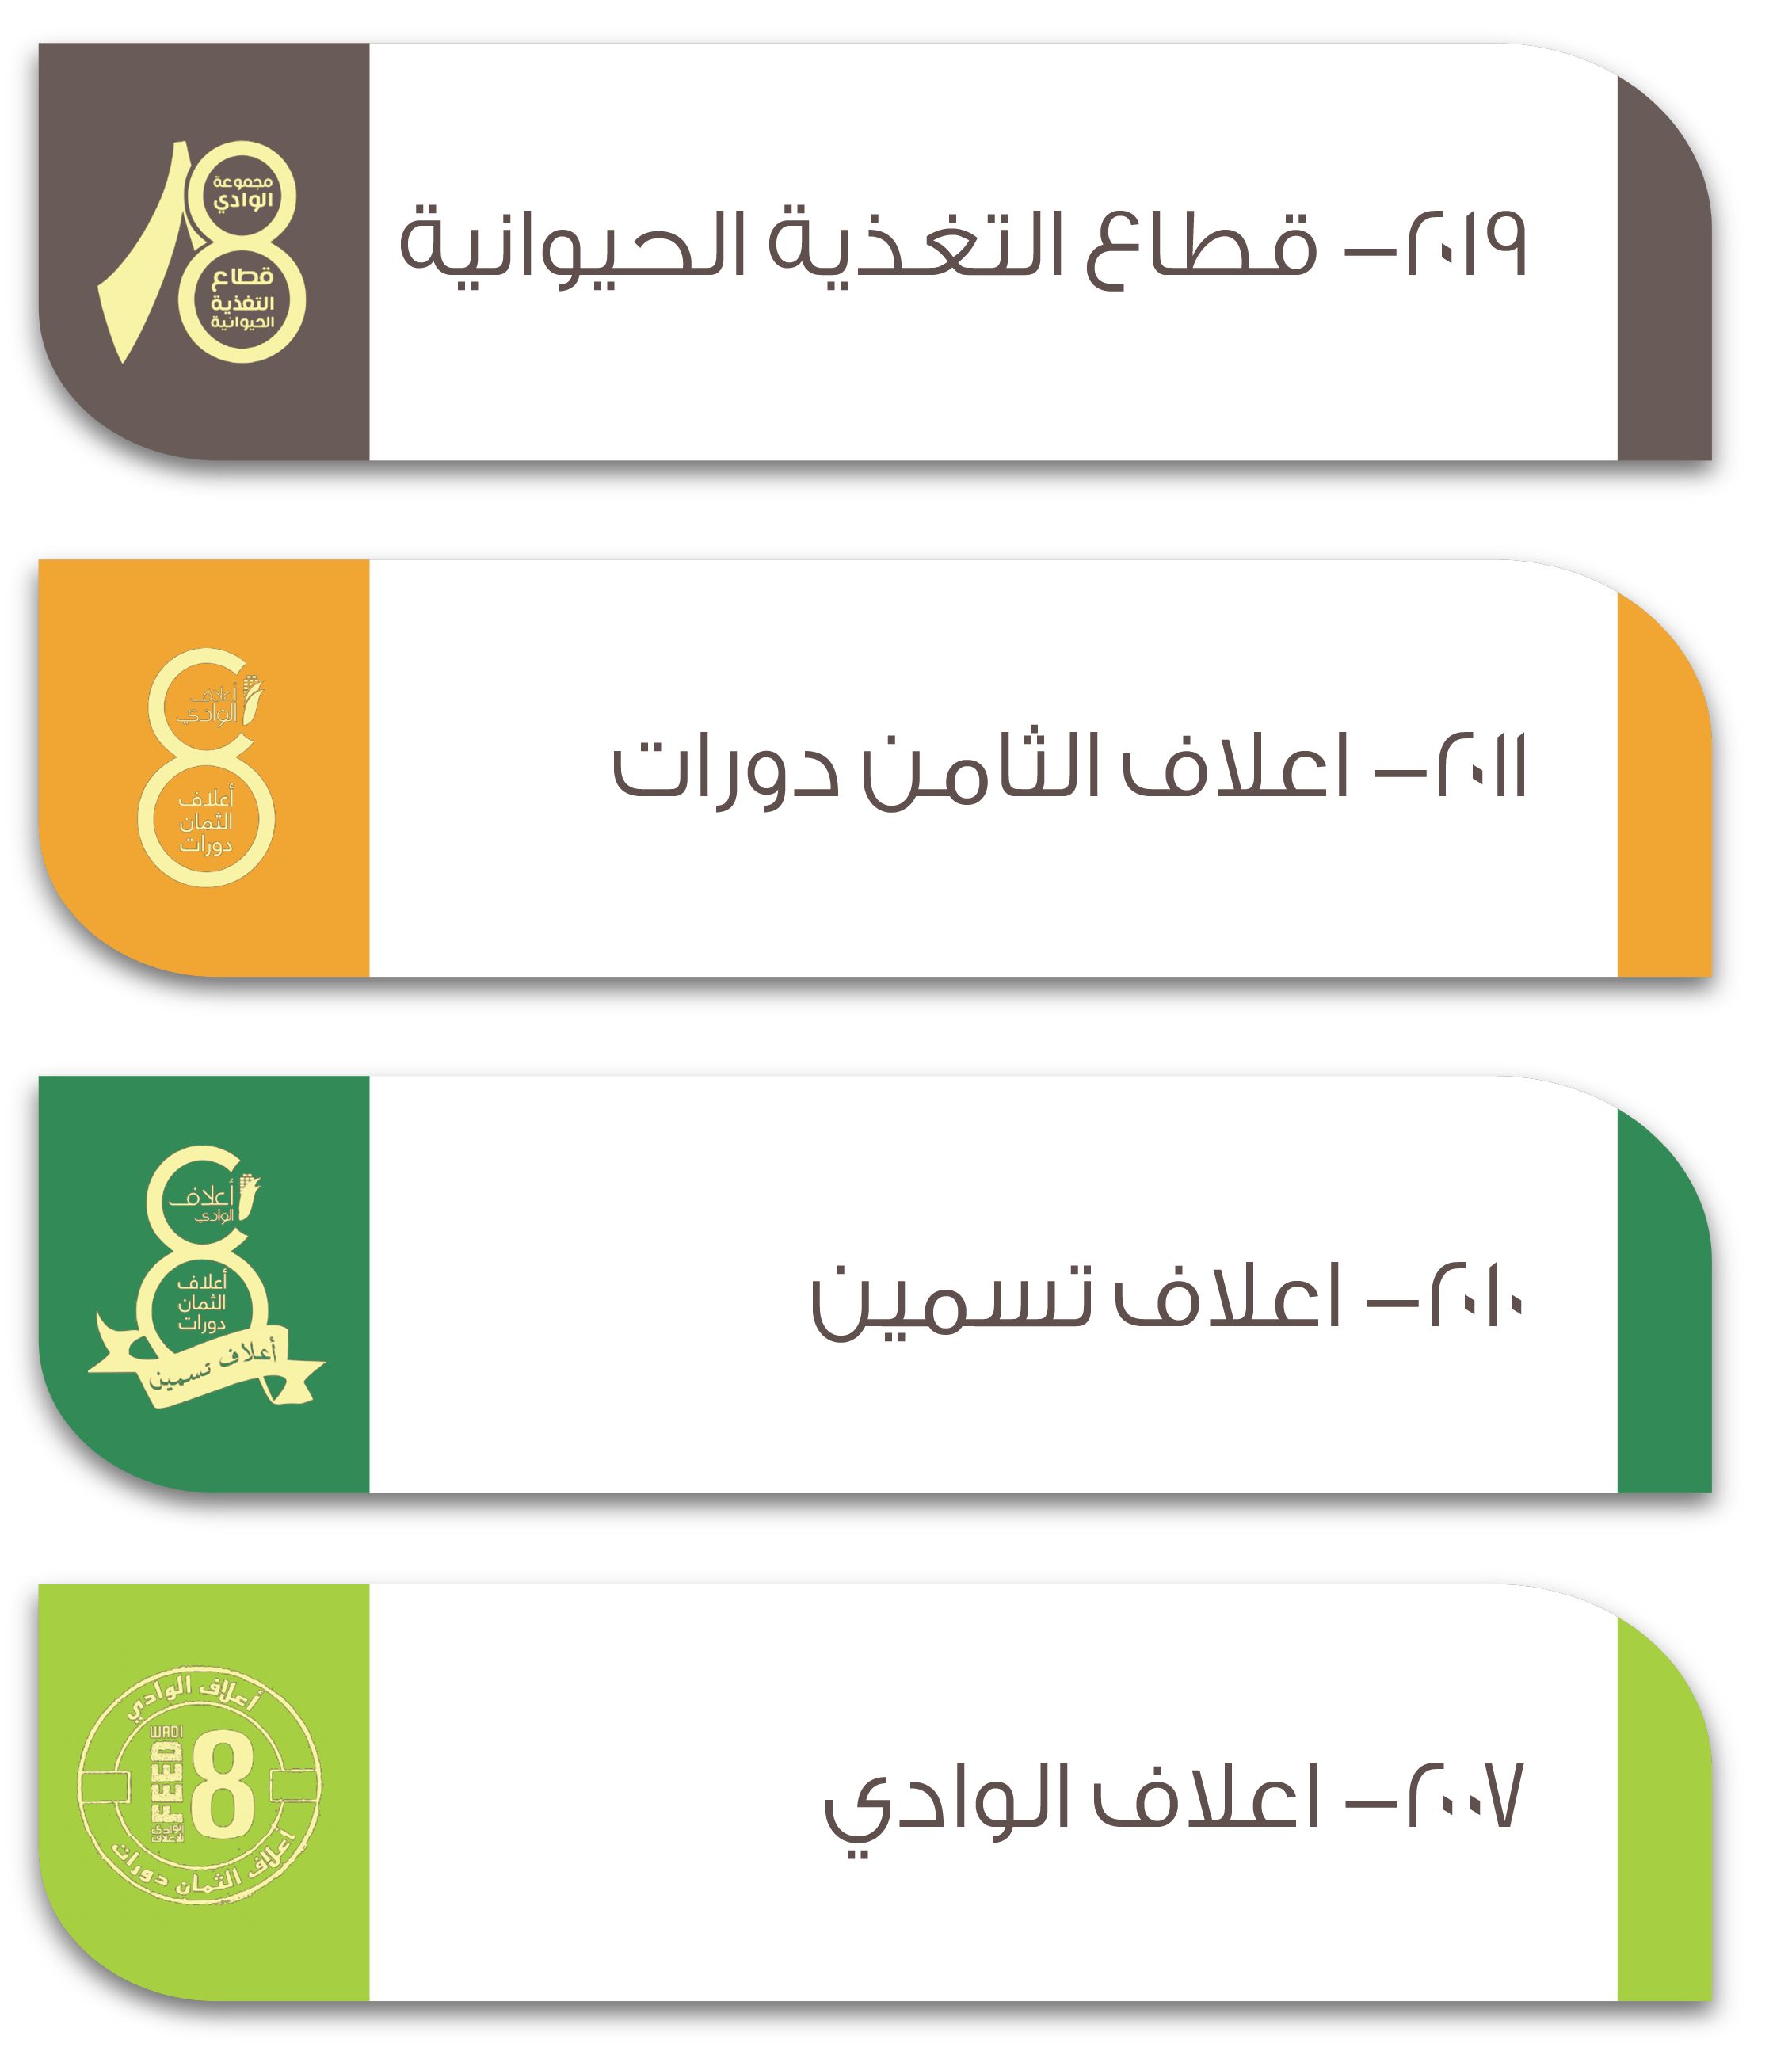 مجموعة
الوادي
قطاع
التغذية
الحيوانية
٢٠١٩- قطاع التغذية الحيوانية
أعلاف
الوادي
أعلاف
الثمان
دورات
٢٠١١- اعلاف الثامن دورات
أعلاف
الوادي
أعلاف
الثمان
دورات
أعلاف تسمين
٢٠١٠- اعلاف تسمين
أعلاف الوادي
WADI
FEED
8
الوادي
للأعلاف
أعلاف الثمان دورات
٢٠٠٧- اعلاف الوادي